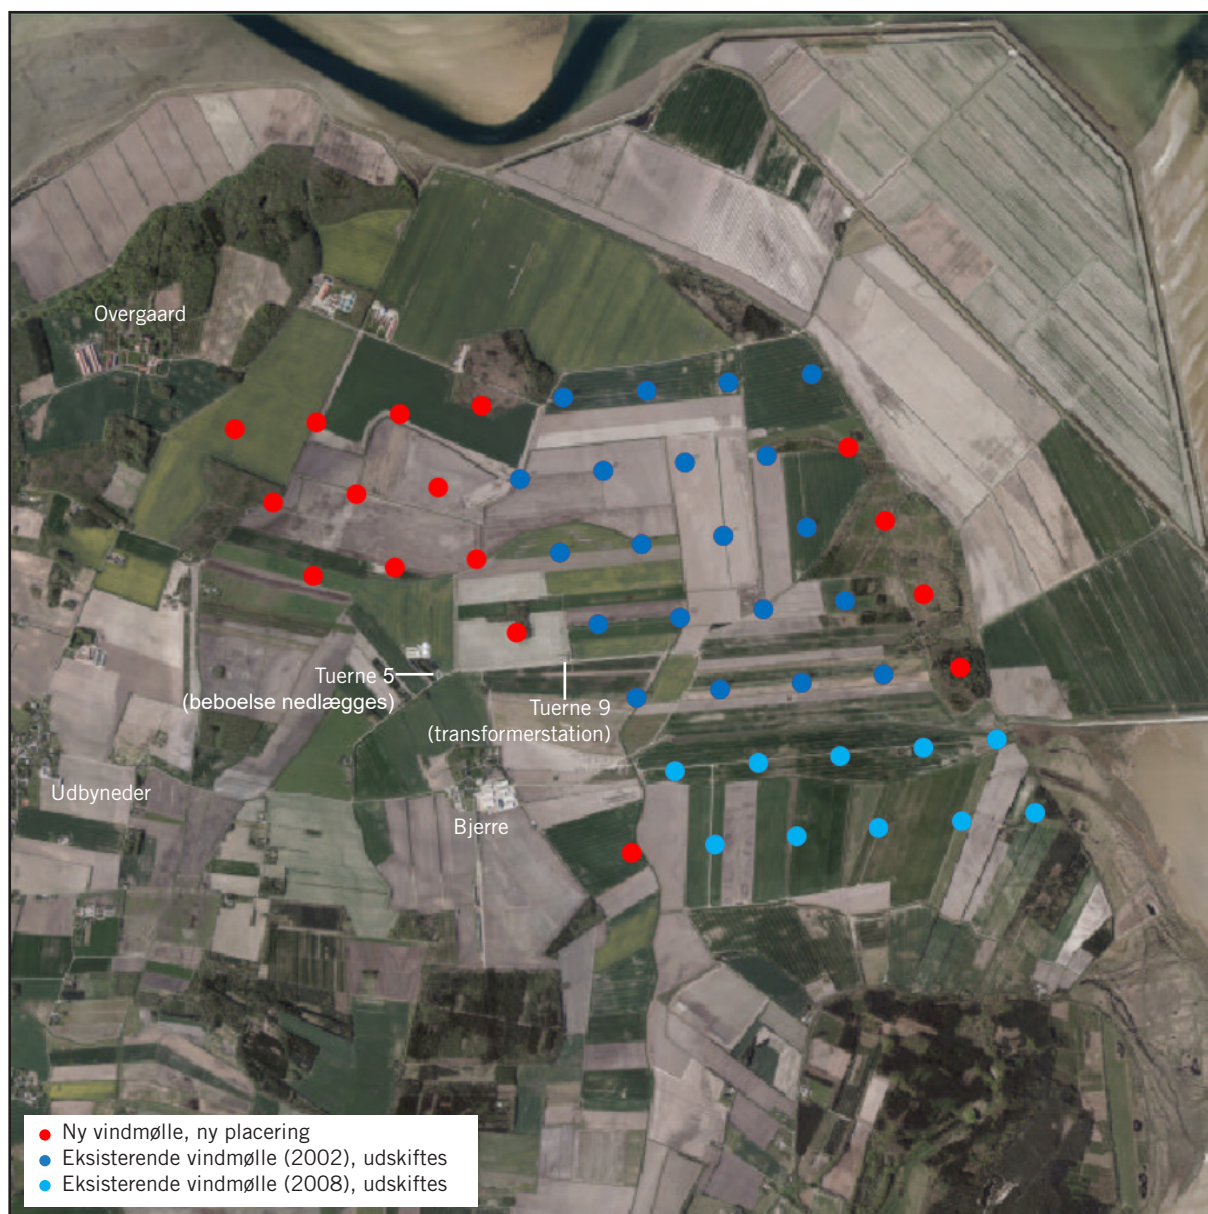 Overgaard
Tuerne 5
(beboelse nedlægges)
Tuerne 9
(transformerstation)
Udbyneder
Bjerre
Ny vindmølle, ny placering
Eksisterende vindmølle (2002), udskiftes
Eksisterende vindmølle (2008), udskiftes